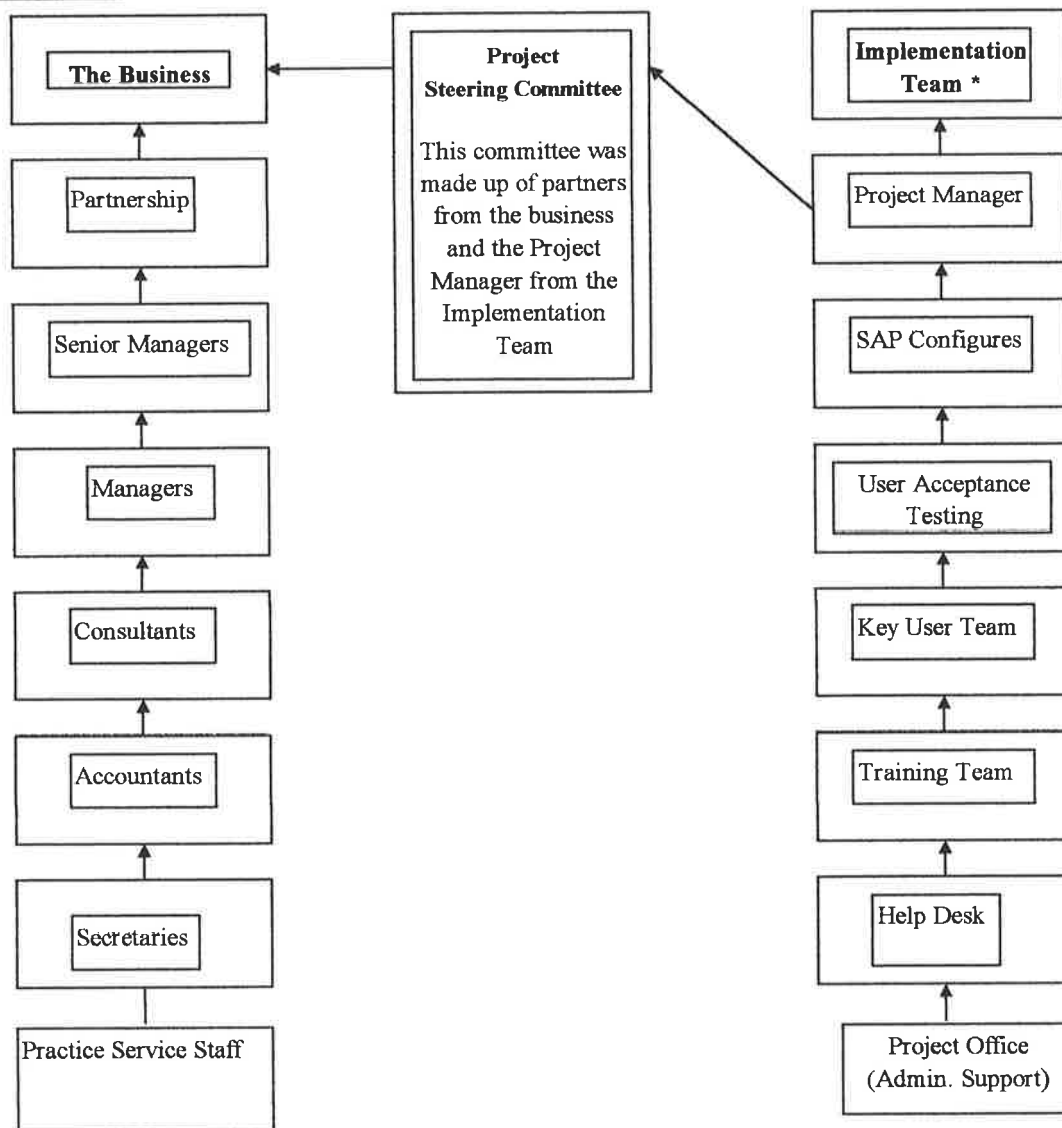 The Business
Partnership
Senior Managers
Managers
Consultants
Accountants
Secretaries
Practice Service Staff
Project
Steering Committee
This committee was
made up of partners
from the business
and the Project
Manager from the
Implementation
Team
Implementation
Team *
Project Manager
SAP Configures
User Acceptance
Testing
Key User Team
Training Team
Help Desk
Project Office
(Admin. Support)